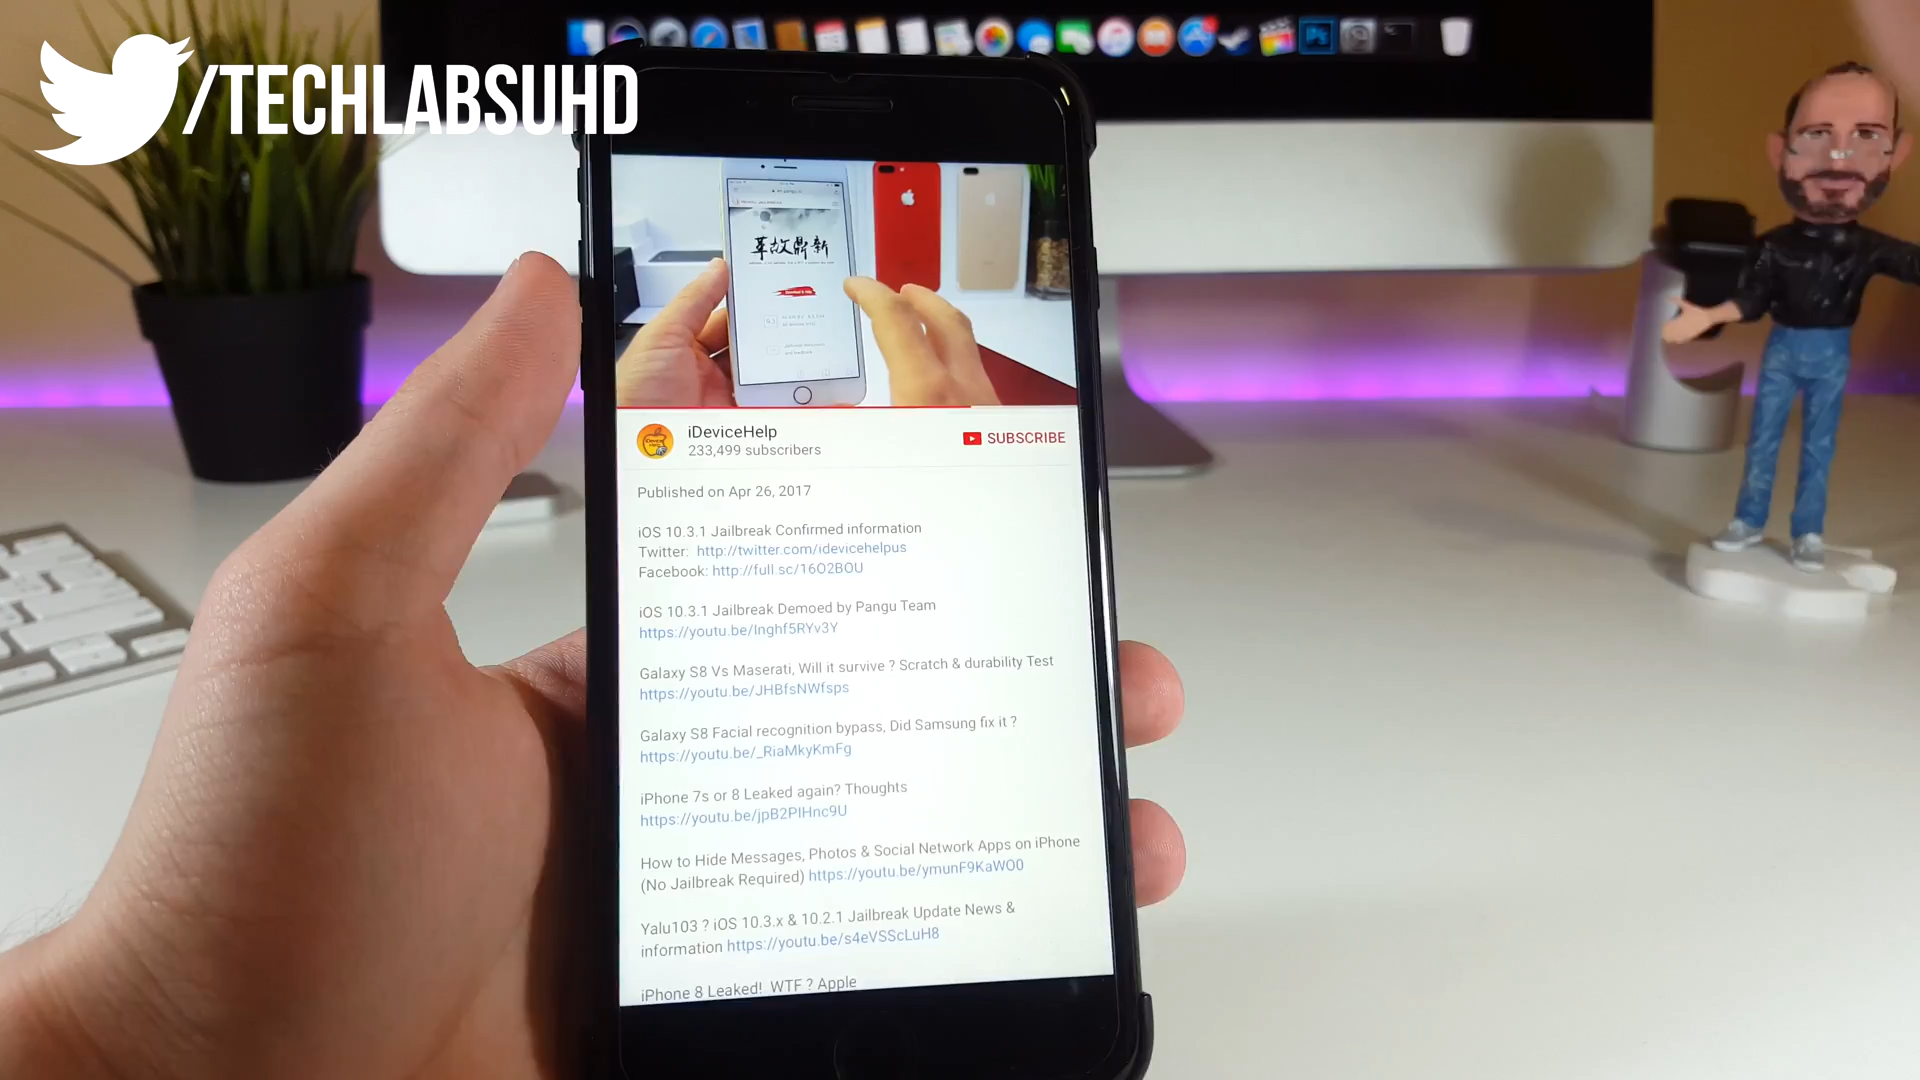 /TECHLABSUHD
革故鼎新
iDeviceHelp
233,499 subscribers
SUBSCRIBE
Published on Apr 26, 2017
iOS 10.3.1 Jailbreak Confirmed information
Twitter: http://twitter.com/idevicehelpus
Facebook: http://full.sc/16O2BOU
iOS 10.3.1 Jailbreak Demoed by Pangu Team
https://youtu.be/Inghf5RYv3Y
Galaxy S8 Vs Maserati, Will it survive ? Scratch & durability Test
https://youtu.be/JHBfsNWfsps
Galaxy S8 Facial recognition bypass, Did Samsung fix it ?
https://youtu.be/_RiaMkyKmFg
iPhone 7s or 8 Leaked again? Thoughts
https://youtu.be/jpB2PIHnc9U
How to Hide Messages, Photos & Social Network Apps on iPhone
(No Jailbreak Required) https://youtu.be/ymunF9KaWO0
Yalu103 ? iOS 10.3.x & 10.2.1 Jailbreak Update News &
information https://youtu.be/s4eVSScLuH8
iPhone 8 Leaked! WTF ? Apple